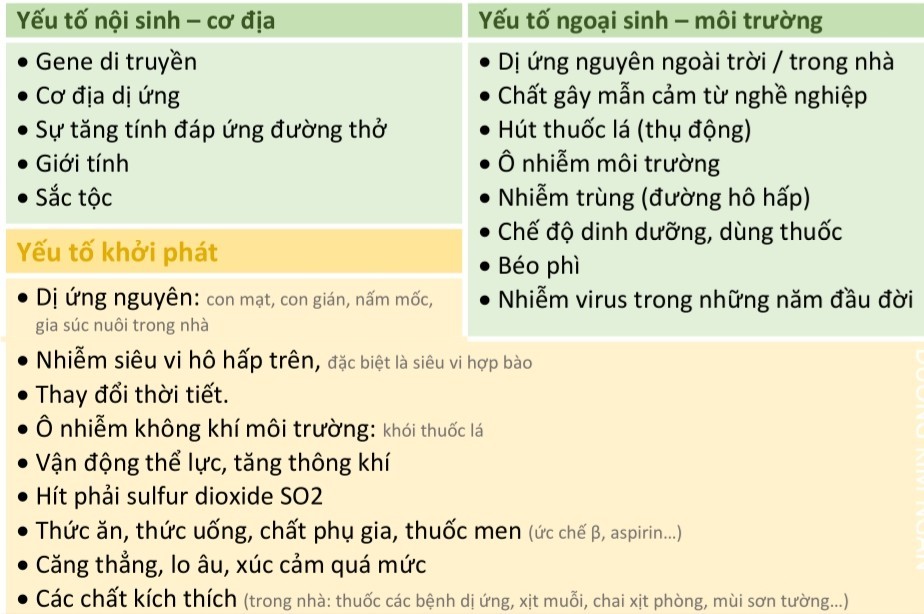 Yếu tố nội sinh – cơ địa
• Gene di truyền
• Cơ địa dị ứng
• Sự tăng tính đáp ứng đường thở
• Giới tính
• Sắc tộc
Yếu tố ngoại sinh – môi trường
• Dị ứng nguyên ngoài trời / trong nhà
• Chất gây mẫn cảm từ nghề nghiệp
• Hút thuốc lá (thụ động)
• Ô nhiễm môi trường
• Nhiễm trùng (đường hô hấp)
• Chế độ dinh dưỡng, dùng thuốc
• Béo phì
• Nhiễm virus trong những năm đầu đời
Yếu tố khởi phát
• Dị ứng nguyên: con mạt, con gián, nấm mốc,
gia súc nuôi trong nhà
• Nhiễm siêu vi hô hấp trên, đặc biệt là siêu vi hợp bào
• Thay đổi thời tiết.
• Ô nhiễm không khí môi trường: khói thuốc lá
• Vận động thể lực, tăng thông khí
• Hít phải sulfur dioxide SO2
• Thức ăn, thức uống, chất phụ gia, thuốc men (ức chế β, aspirin...)
• Căng thẳng, lo âu, xúc cảm quá mức
• Các chất kích thích (trong nhà: thuốc các bệnh dị ứng, xịt muỗi, chai xịt phòng, mùi sơn tường...)